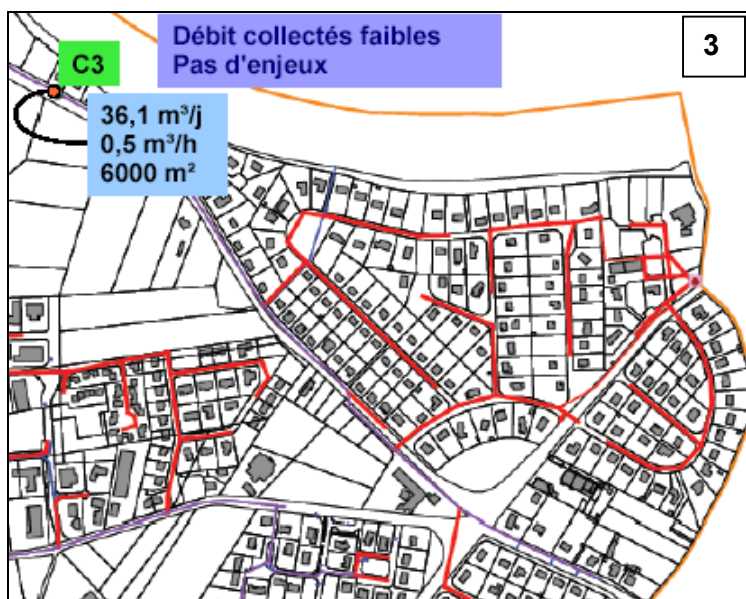 Débit collectés faibles
Pas d'enjeux
3
C3
36,1 m³/j
0,5 m³/h
6000 m²